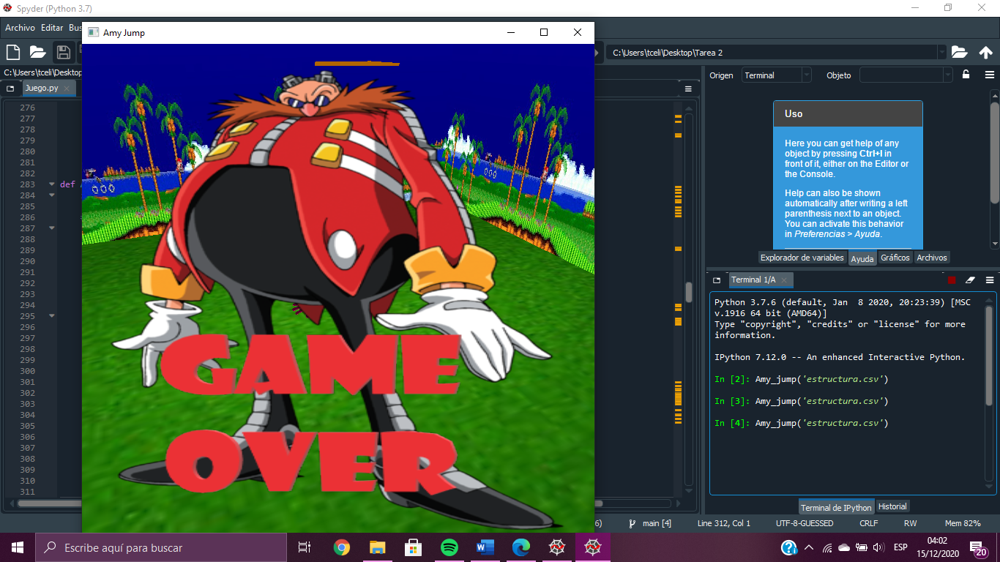 Spyder (Python 3.7)
Archivo Editar Bus
Amy Jump
C:\Users\tceli\Desktop\Tarea 2
C:\Users\tceli\Desktop
Juego.py
276
277
278
279
280
281
282
283 def
284
285
286
287
288
289
290
291
292
293
294
295
296
297
298
299
300
301
302
303
304
305
306
307
308
309
310
311
GAME
OVER
Origen Terminal Objeto
Uso
Here you can get help of any
object by pressing Ctrl+I in
front of it, either on the Editor or
the Console.
Help can also be shown
automatically after writing a left
parenthesis next to an object.
You can activate this behavior
in Preferencias > Ayuda.
Explorador de variables Ayuda Gráficos Archivos
Terminal 1/A
Python 3.7.6 (default, Jan 8 2020, 20:23:39) [MSC
v.1916 64 bit (AMD64)]
Type "copyright", "credits" or "license" for more
information.
IPython 7.12.0 -- An enhanced Interactive Python.
In [2]: Amy_jump('estructura.csv')
In [3]: Amy_jump('estructura.csv')
In [4]: Amy_jump('estructura.csv')
Terminal de IPython Historial
6) main [4] Line 312, Col 1 UTF-8-GUESSED CRLF RW Mem 82%
Escribe aquí para buscar
ESP
04:02
15/12/2020
20